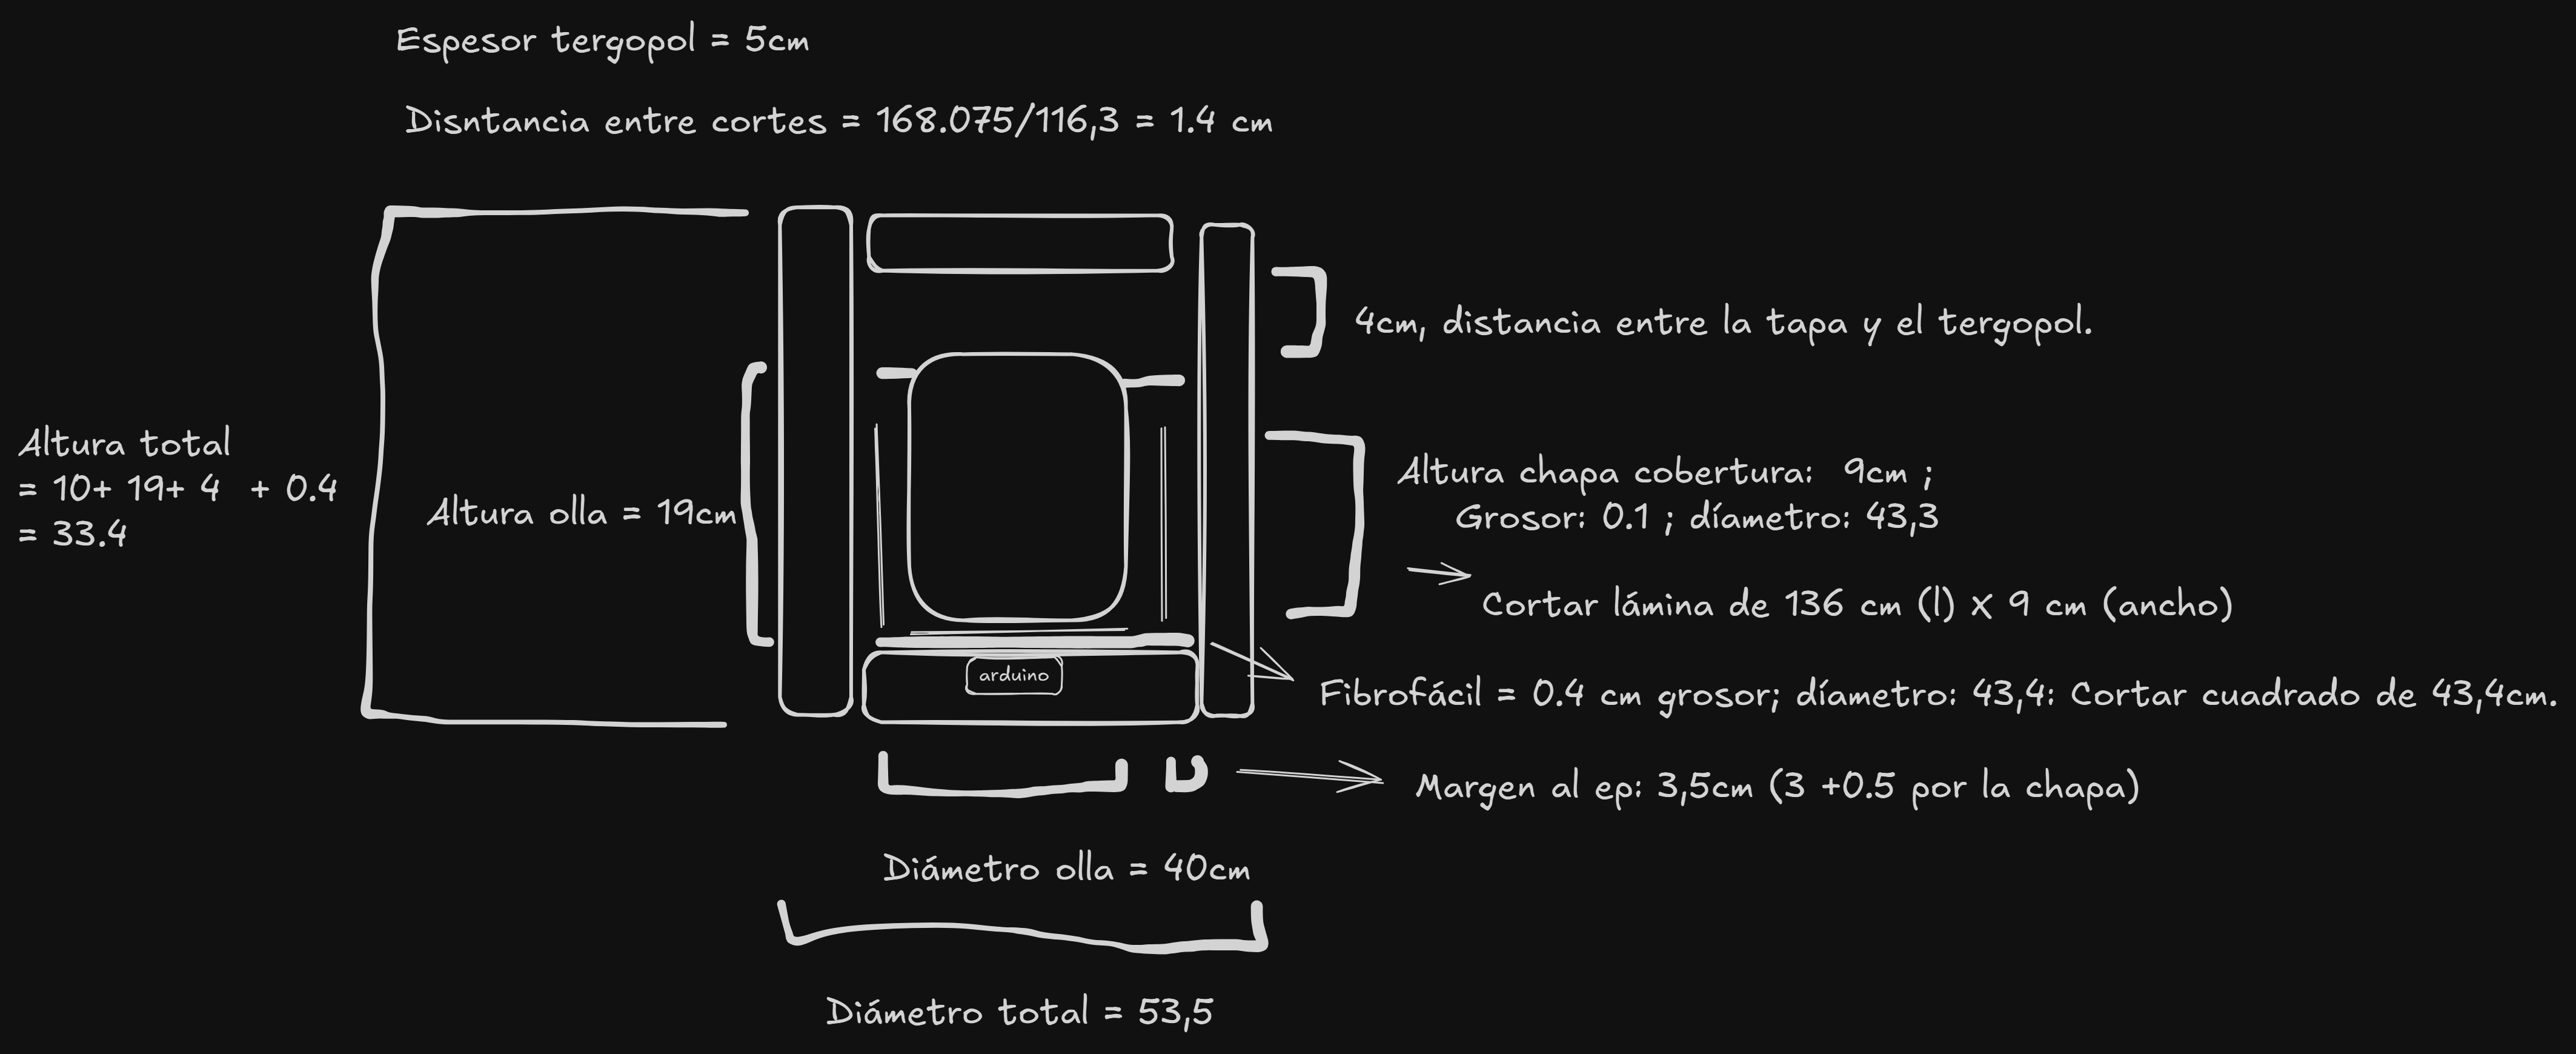 Espesor tergopol = 5cm
Disntancia entre cortes = 168.075/116,3 = 1.4 cm
4cm, distancia entre la tapa y el tergopol.
Altura total
= 10+ 19+ 4 + 0.4
= 33.4
Altura olla = 19cm
Altura chapa cobertura: 9cm ;
Grosor: 0.1 ; díametro: 43,3
Cortar lámina de 136 cm (l) X 9 cm (ancho)
arduino
Fibrofácil = 0.4 cm grosor; díametro: 43,4: Cortar cuadrado de 43,4cm.
Margen al ep: 3,5cm (3 +0.5 por la chapa)
Diámetro olla = 40cm
Diámetro total = 53,5